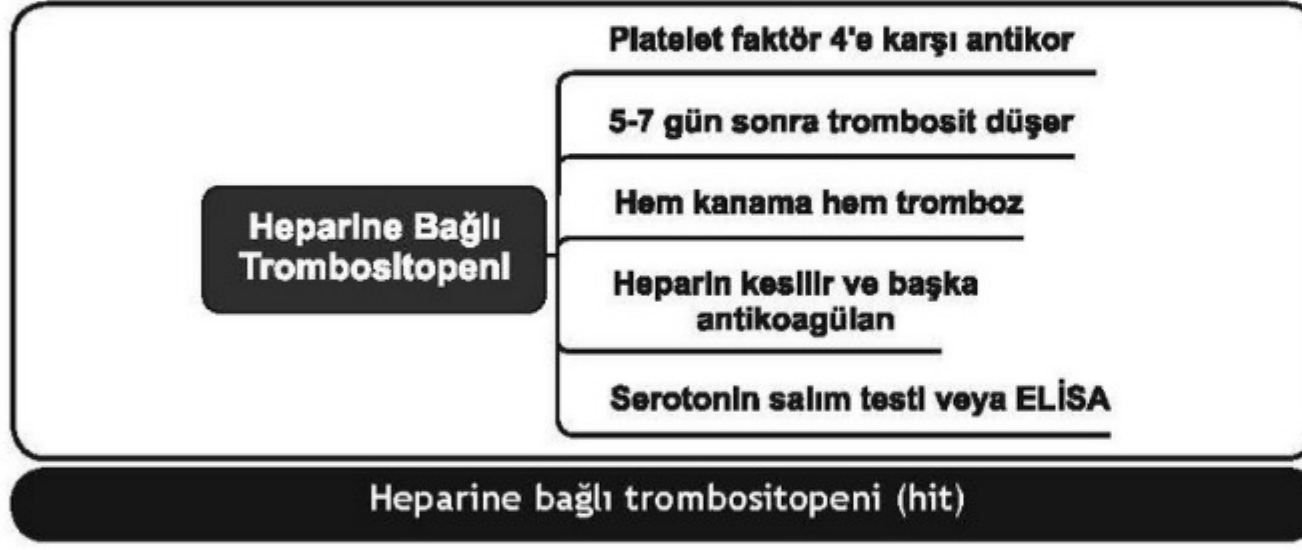 Platelet faktör 4'e karşı antikor
5-7 gün sonra trombosit düşer
Hem kanama hem tromboz
Heparine Bağlı
Trombositopeni
Heparin kesilir ve başka
antikoagülan
Serotonin salım testi veya ELİSA
Heparine bağlı trombositopeni (hit)